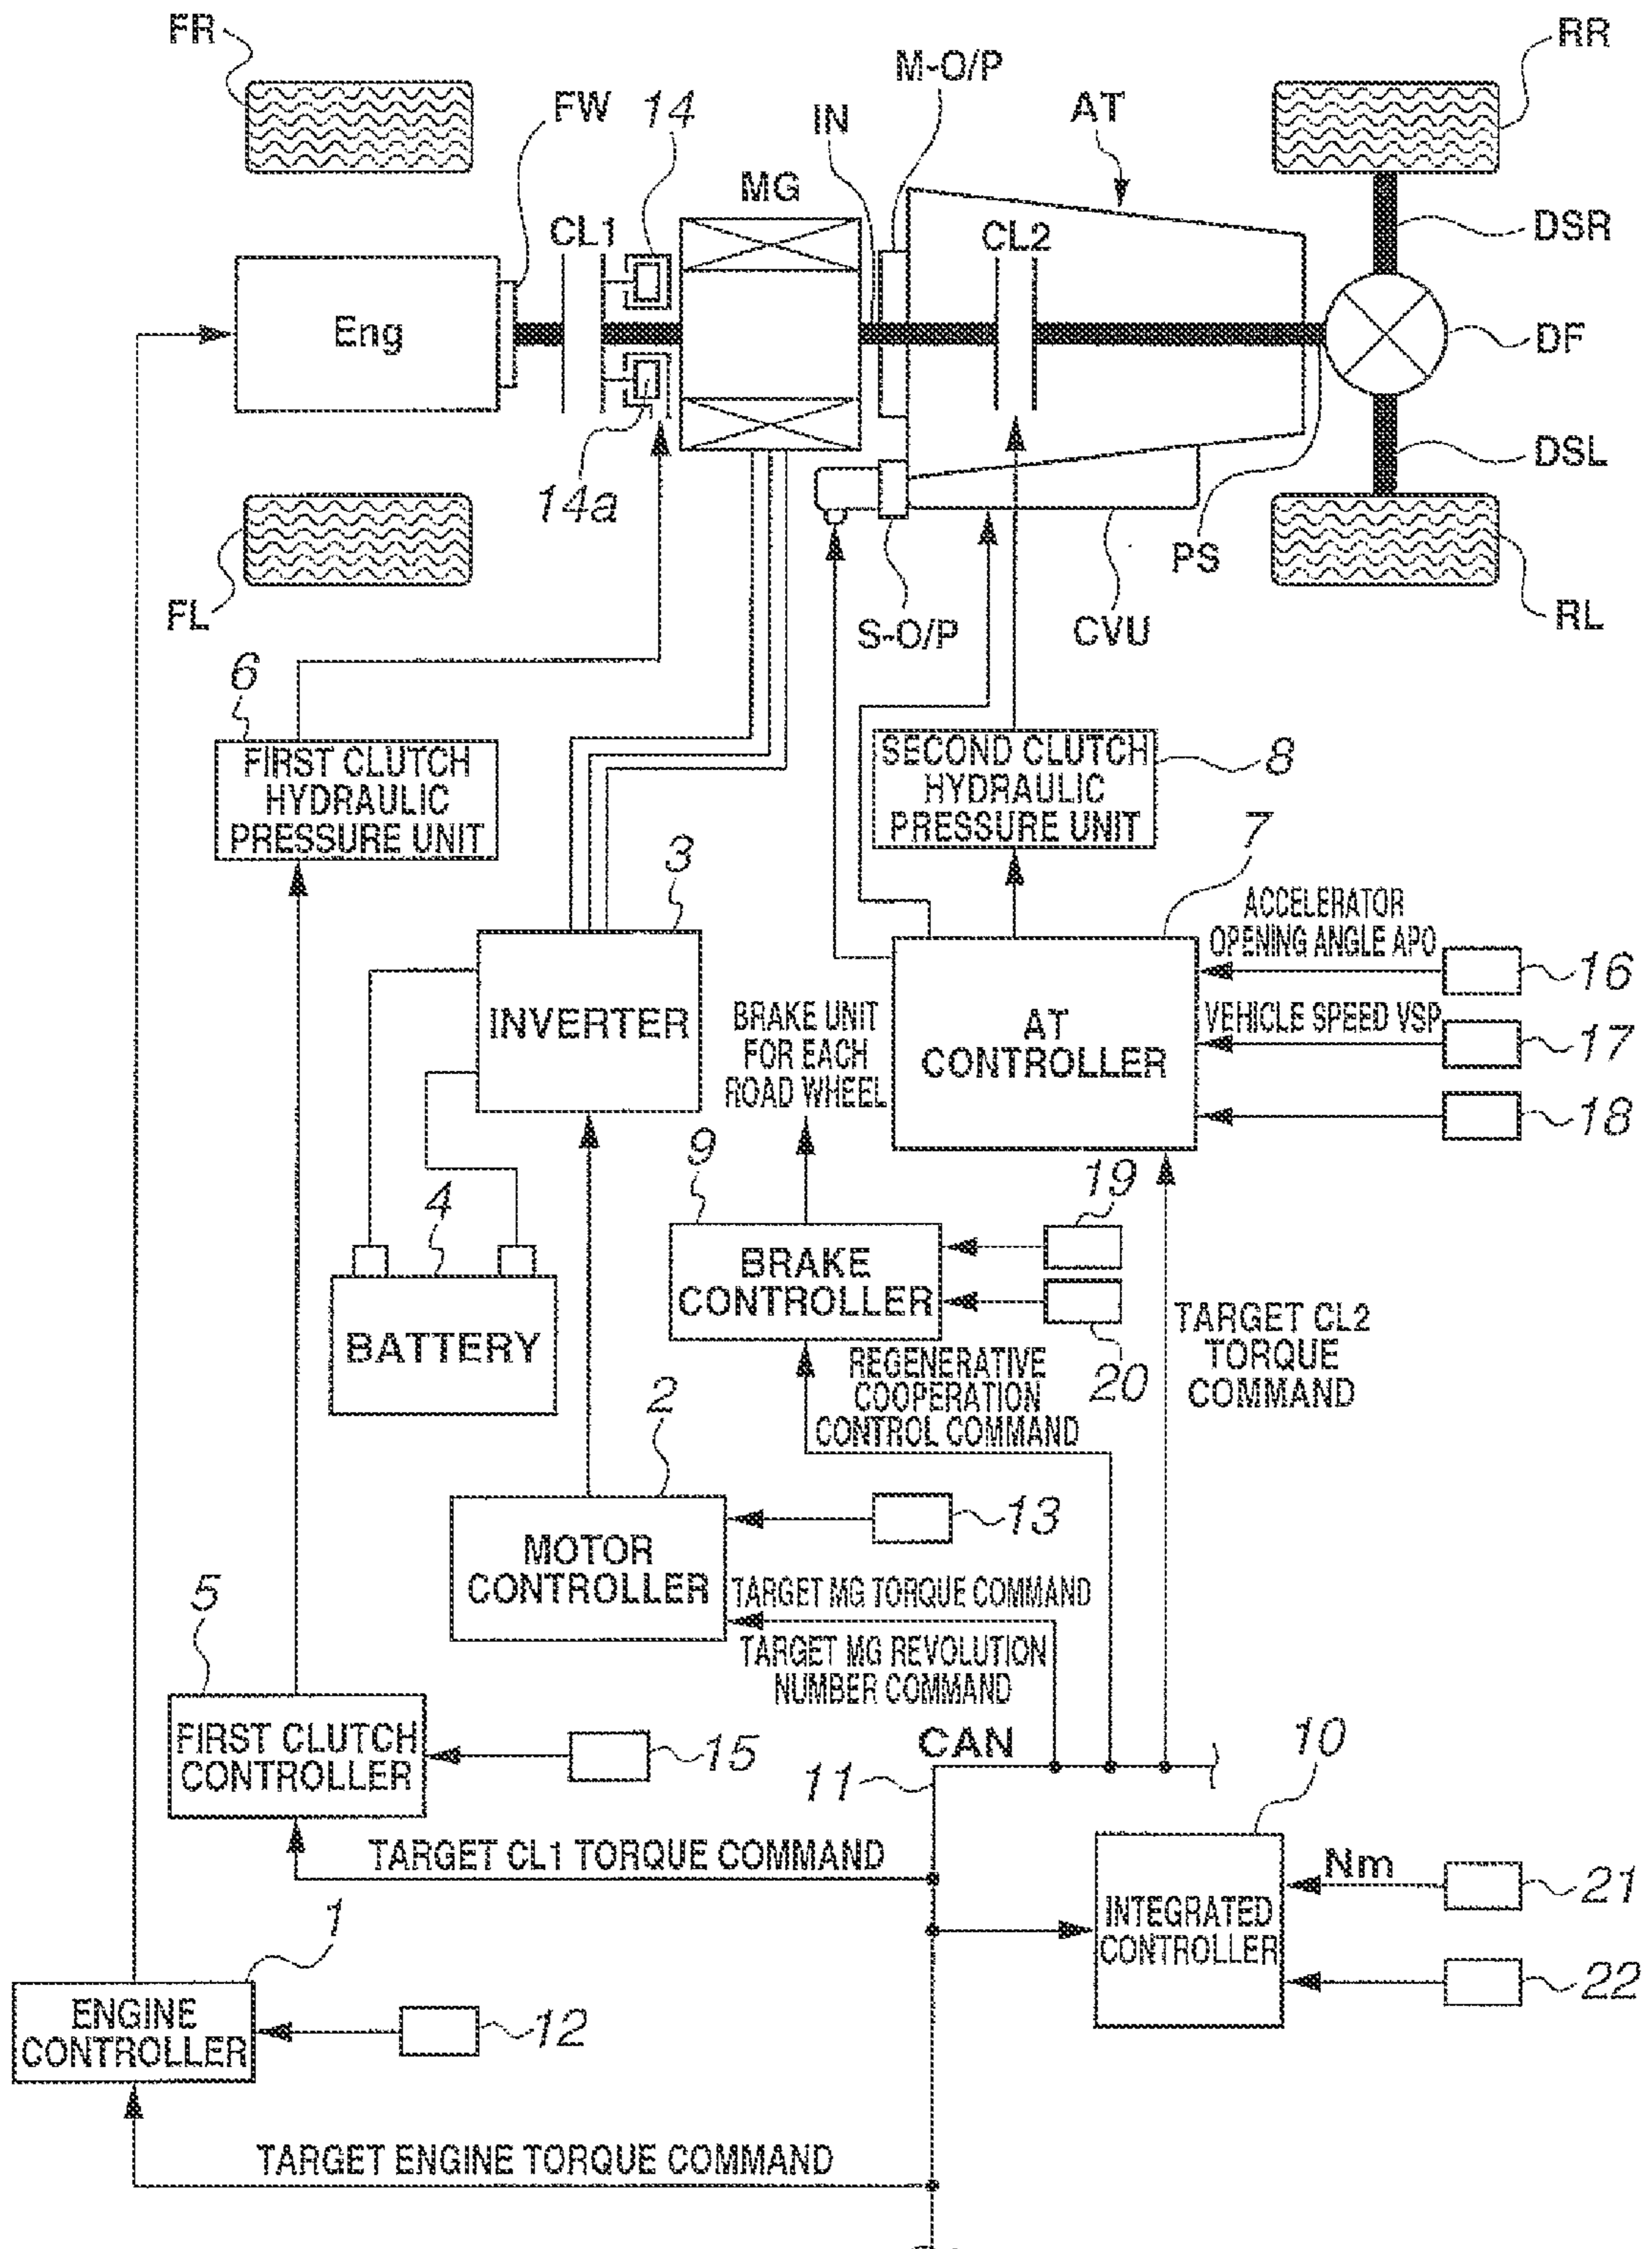 FR
RR
M-O/P
FW
14
IN
AT
MG
CL1
CL2
DSR
Eng
DF
DSL
14a
PS
FL
S-O/P
CVU
RL
6
FIRST CLUTCH
HYDRAULIC
PRESSURE UNIT
SECOND CLUTCH
HYDRAULIC
PRESSURE UNIT
8
7
3
ACCELERATOR
OPENING ANGLE APO
16
INVERTER
BRAKE UNIT
FOR EACH
ROAD WHEEL
AT
CONTROLLER
VEHICLE SPEED VSP
17
18
9
19
4
BRAKE
CONTROLLER
BATTERY
20
TARGET CL2
TORQUE
COMMAND
REGENERATIVE
COOPERATION
CONTROL COMMAND
2
MOTOR
CONTROLLER
13
TARGET MG TORQUE COMMAND
TARGET MG REVOLUTION
NUMBER COMMAND
5
FIRST CLUTCH
CONTROLLER
15
CAN
11
10
TARGET CL1 TORQUE COMMAND
Nm
21
INTEGRATED
CONTROLLER
22
1
ENGINE
CONTROLLER
12
TARGET ENGINE TORQUE COMMAND